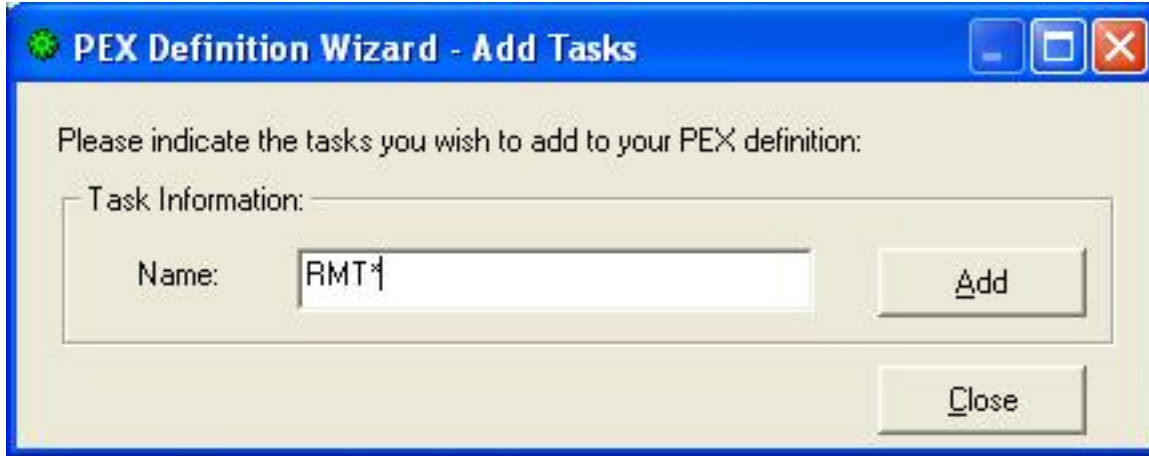 PEX Definition Wizard - Add Tasks
Please indicate the tasks you wish to add to your PEX definition:
Task Information:
Name: RMT* Add
Close